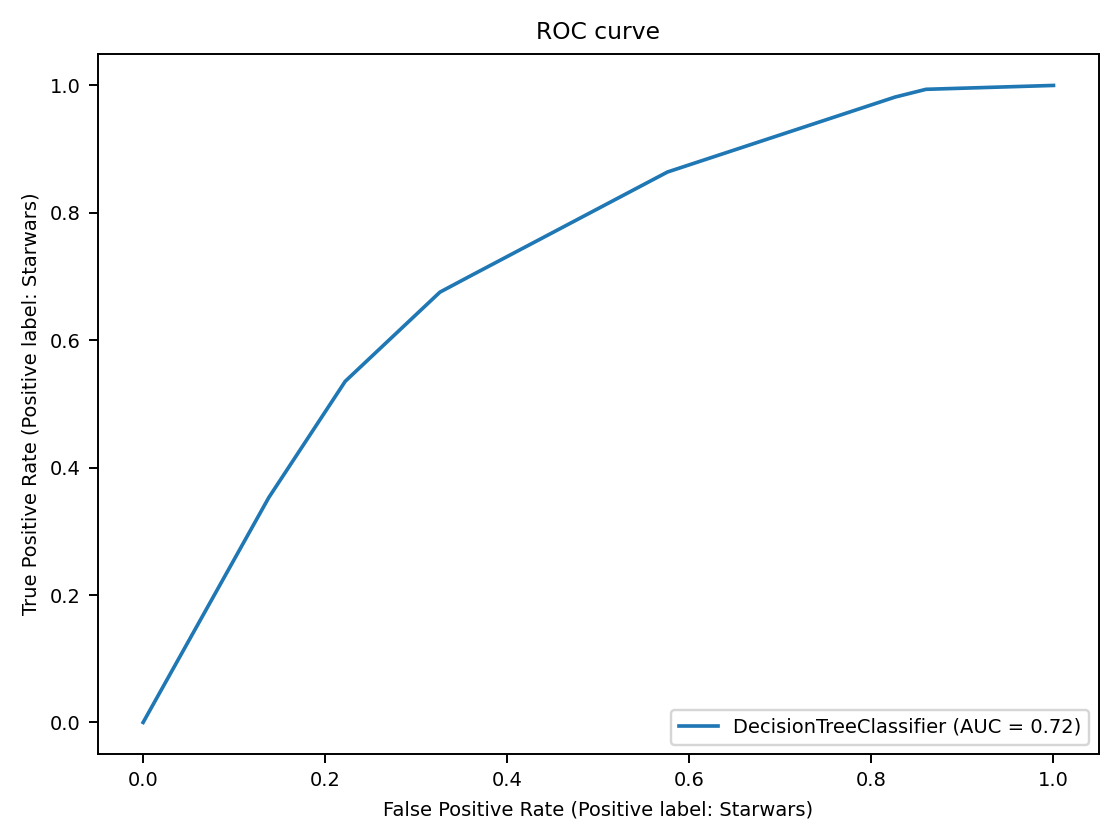 ROC curve
1.0
0.8
0.6
0.4
0.2
0.0
True Positive Rate (Positive label: Starwars)
DecisionTreeClassifier (AUC = 0.72)
0.0 0.2 0.4 0.6 0.8 1.0
False Positive Rate (Positive label: Starwars)